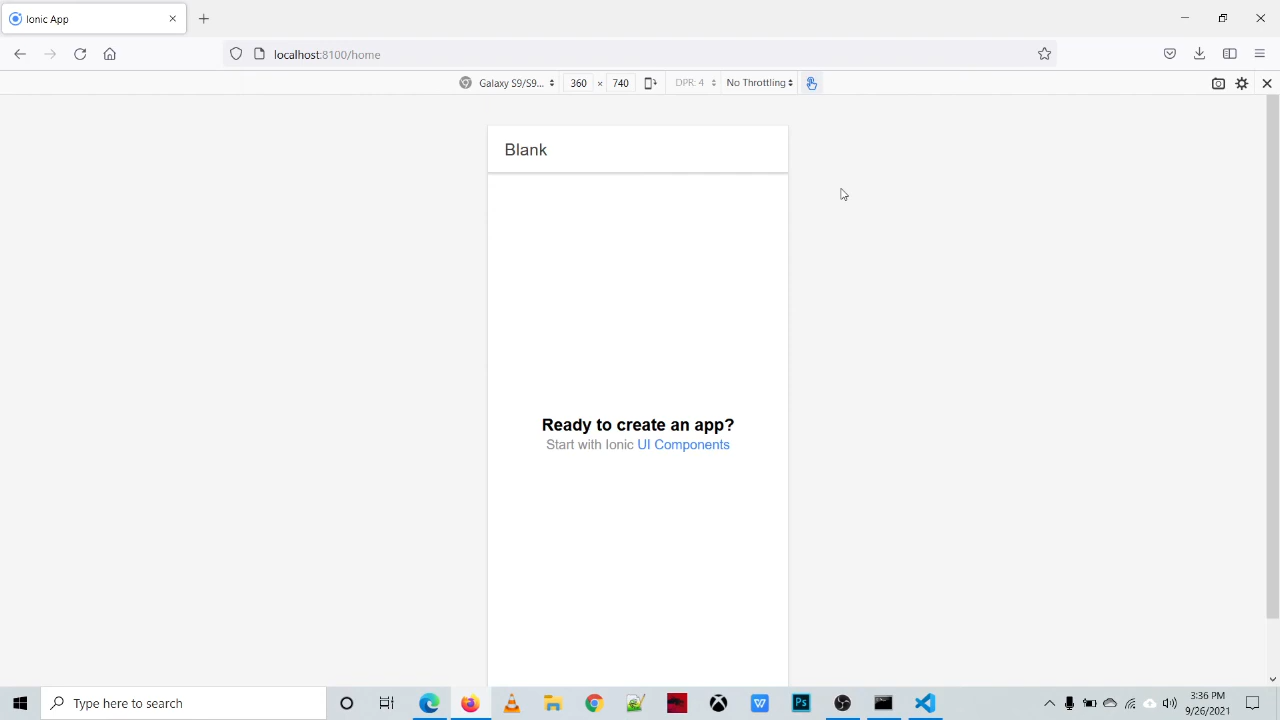 Ionic App
localhost:8100/home
Galaxy S9/S9... 360 × 740 DPR: 4 No Throttling
Blank
Ready to create an app?
Start with Ionic UI Components
Type here to search
W
Ps
3:36 PM
9/26/2021